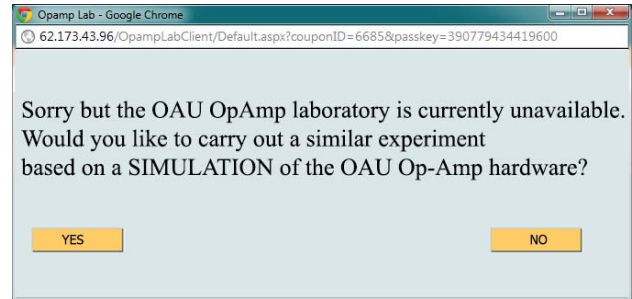 Opamp Lab - Google Chrome
62.173.43.96/OpampLabClient/Default.aspx?couponID=6685&passkey=390779434419600
Sorry but the OAU OpAmp laboratory is currently unavailable.
Would you like to carry out a similar experiment
based on a SIMULATION of the OAU Op-Amp hardware?
YES NO